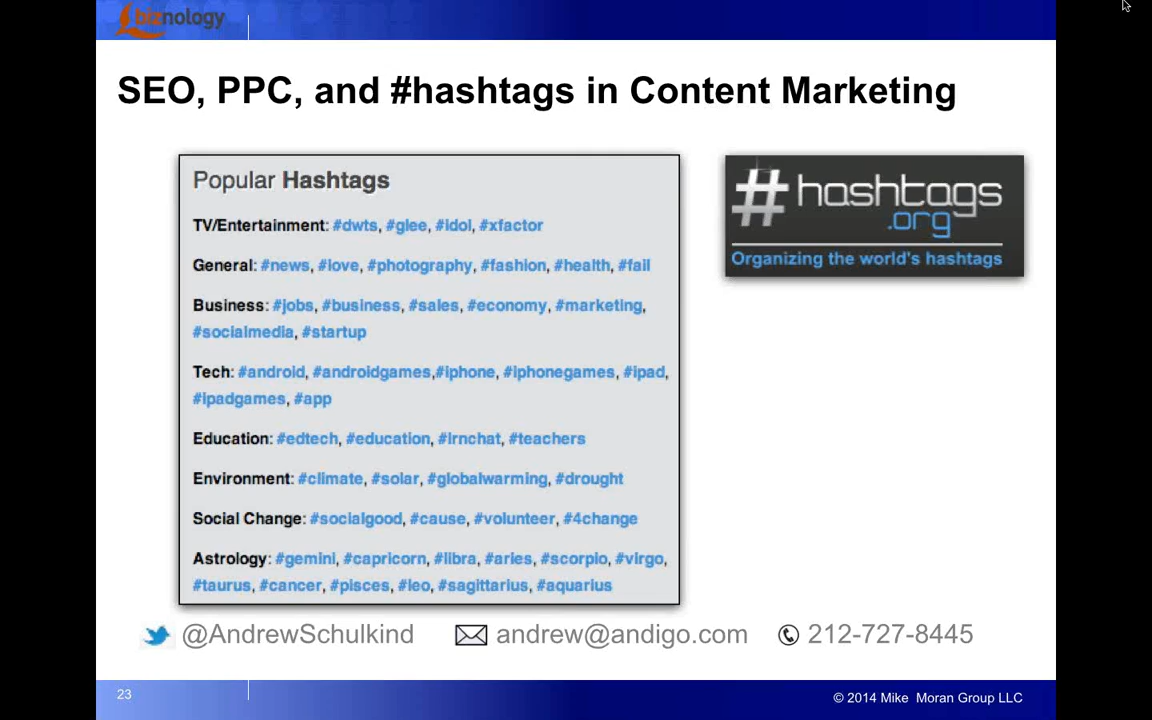 biznology
SEO, PPC, and #hashtags in Content Marketing
Popular Hashtags
TV/Entertainment: #dwts, #glee, #idol, #xfactor
General: #news, #love, #photography, #fashion, #health, #fail
Business: #jobs, #business, #sales, #economy, #marketing,
#socialmedia, #startup
Tech: #android, #androidgames,#iphone, #iphonegames, #ipad,
#ipadgames, #app
Education: #edtech, #education, #lrnchat, #teachers
Environment: #climate, #solar, #globalwarming, #drought
Social Change: #socialgood, #cause, #volunteer, #4change
Astrology: #gemini, #capricorn, #libra, #aries, #scorpio, #virgo,
#taurus, #cancer, #pisces, #leo, #sagittarius, #aquarius
#hashtags
.org
Organizing the world's hashtags
@AndrewSchulkind andrew@andigo.com 212-727-8445
23
© 2014 Mike Moran Group LLC